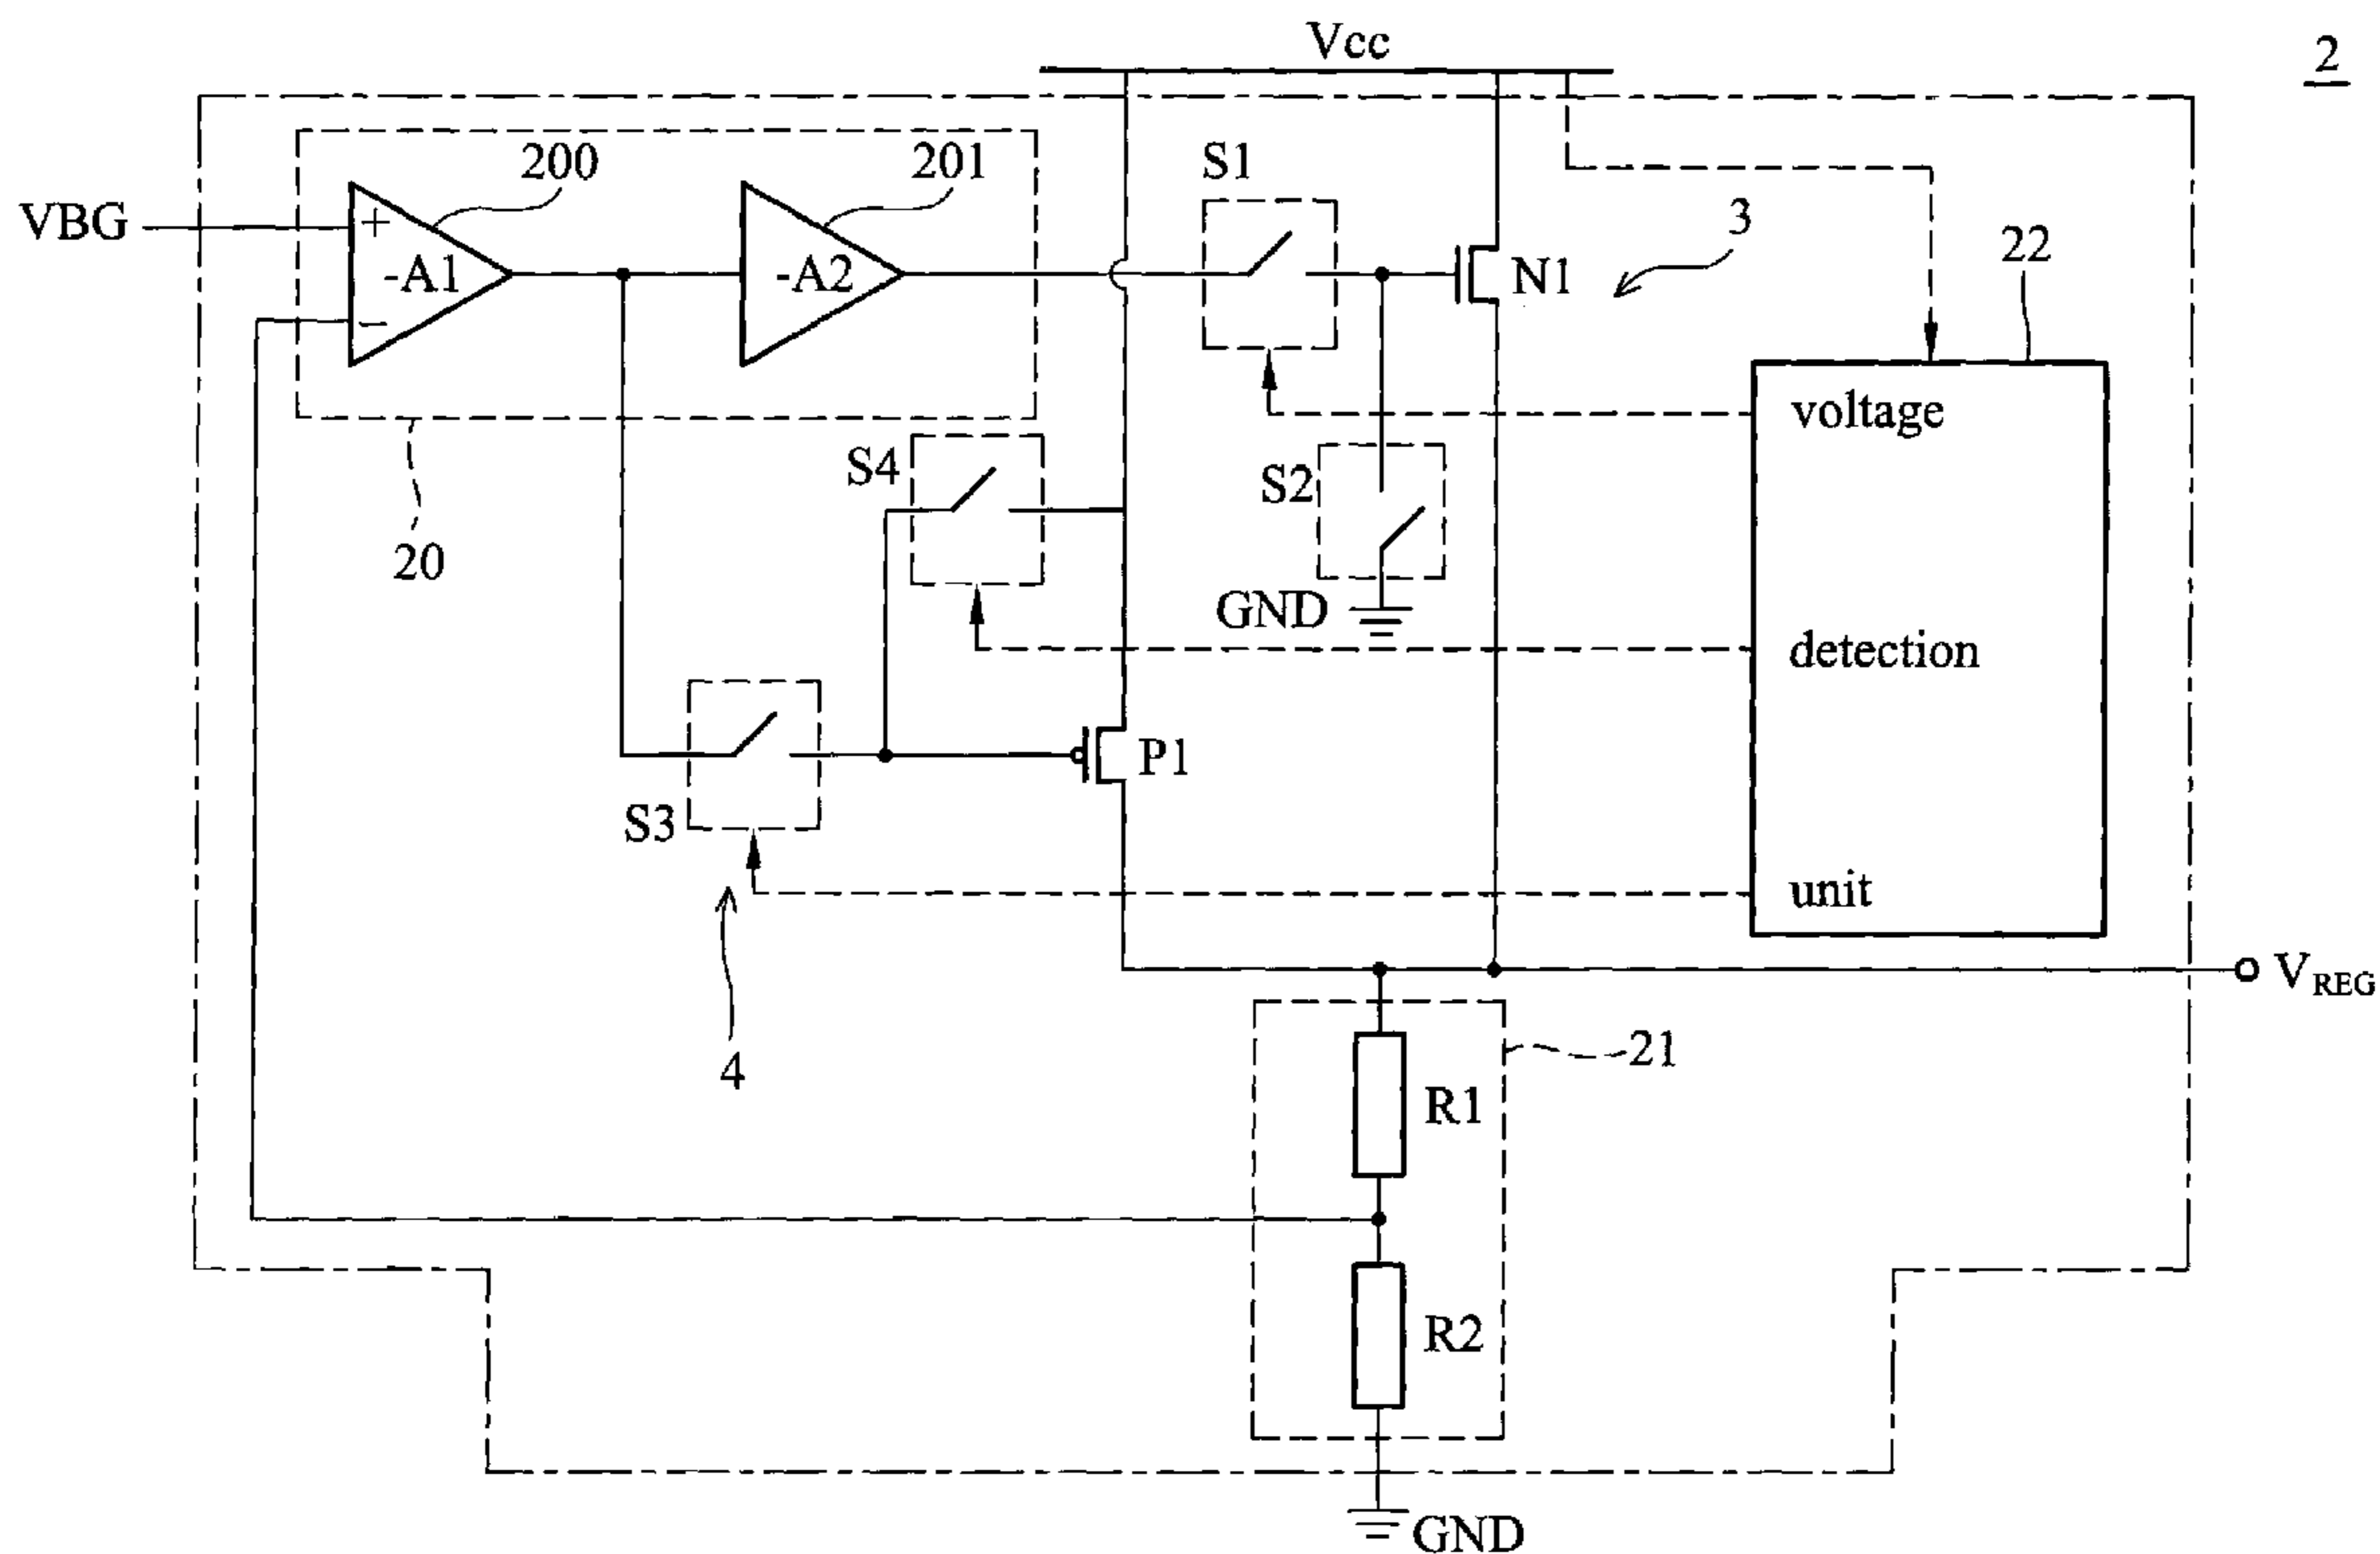 Vcc
2
200
201
S1
VBG
+
-A1
-A2
N1
3
22
−
voltage
S4
S2
20
GND
detection
P1
S3
unit
VREG
4
21
R1
R2
GND